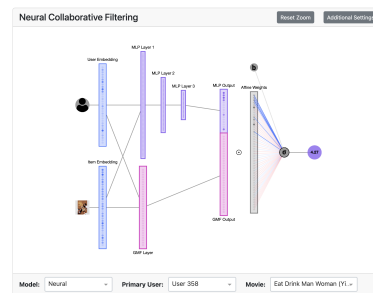 Neural Collaborative Filtering
Reset Zoom
Additional Settings
MLP Layer 1
User Embedding
MLP Layer 2
MLP Layer 3
MLP Output
Affine Weights
b
σ
4.07
Item Embedding
GMF Layer
GMF Output
Model: Neural
Primary User: User 358
Movie: Eat Drink Man Woman (Yi...